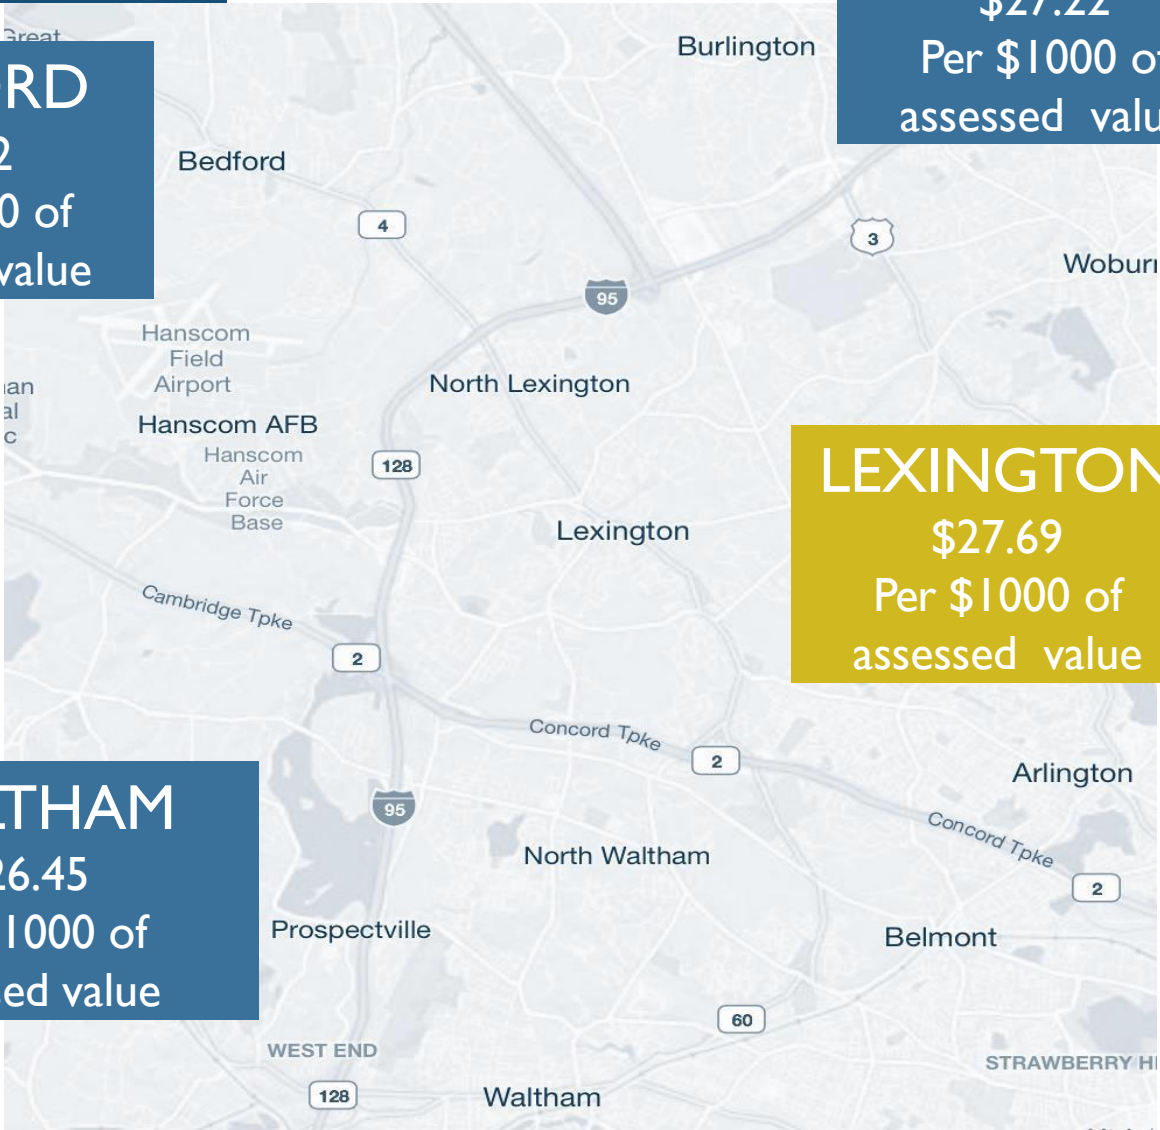 $27.22
Per $1000 of
assessed
Great
Burlington
RD
2
0 of
value
Bedford
4
3
95
Hanscom
Field
Airport
North Lexington
Hanscom AFB
Hanscom
Air
Force
Base
128
LEXINGTON
$27.69
Per $1000 of
assessed value
Lexington
Cambridge Tpke
2
Concord Tpke
2
Arlington
THAM
26.45
1000 of
ed value
95
North Waltham
Concord Tpke
2
Prospectville
Belmont
60
WEST END
STRAWBERRY
128
Waltham